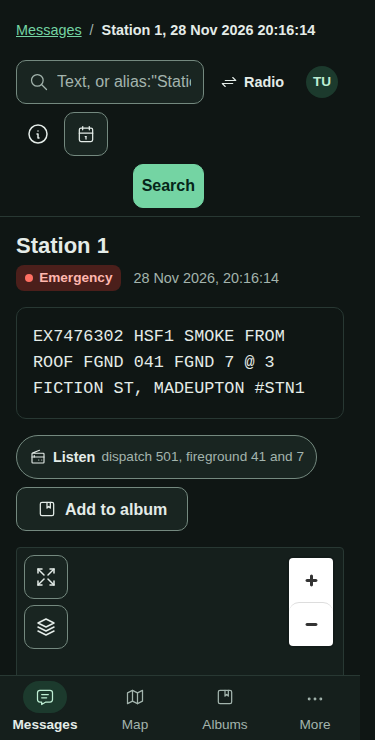 Messages / Station 1, 28 Nov 2026 20:16:14
Text, or alias:"Stati
Radio
TU
Search
Station 1
Emergency 28 Nov 2026, 20:16:14
EX7476302 HSF1 SMOKE FROM
ROOF FGND 041 FGND 7 @ 3
FICTION ST, MADEUPTON #STN1
Listen dispatch 501, fireground 41 and 7
Add to album
+
−
Messages Map Albums More